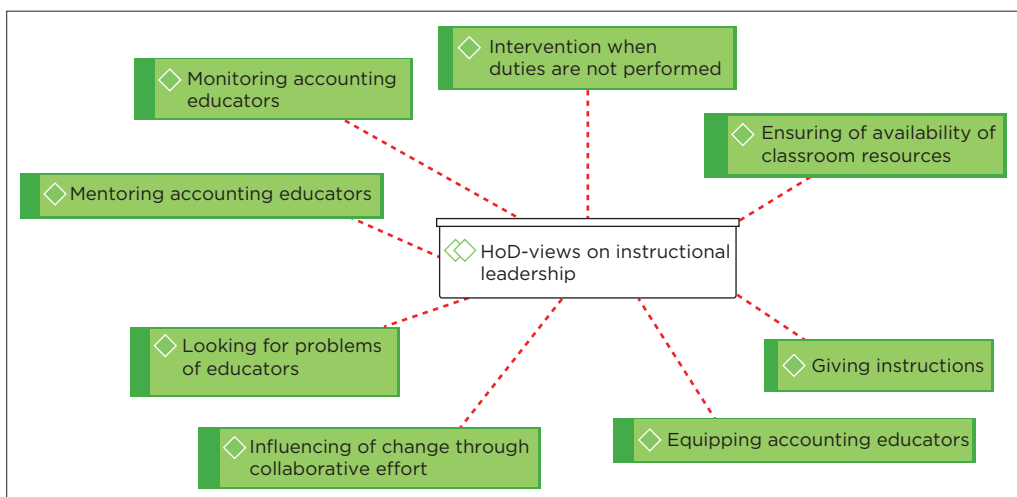 Intervention when
duties are not performed
Monitoring accounting
educators
Ensuring of availability of
classroom resources
Mentoring accounting educators
HoD-views on instructional
leadership
Looking for problems
of educators
Giving instructions
Influencing of change through
collaborative effort
Equipping accounting educators